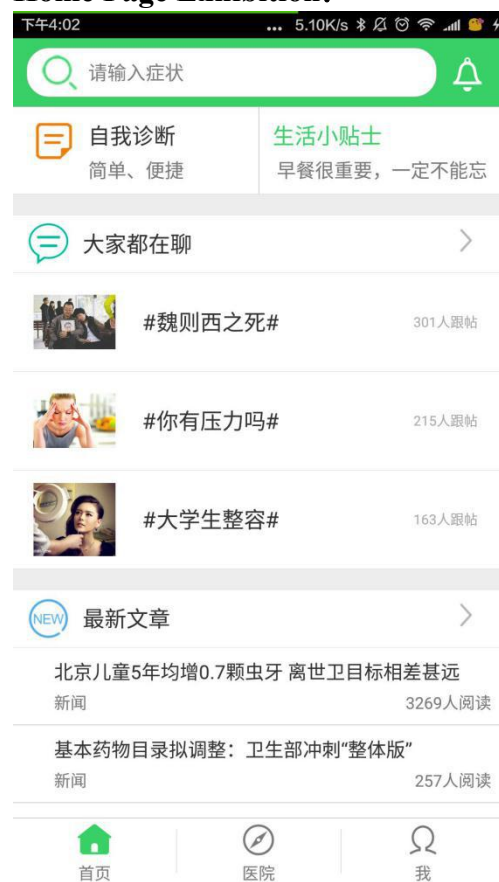 Home Page Exhibition:
下午4:02
... 5.10K/s
请输入症状
自我诊断
简单、便捷
生活小贴士
早餐很重要，一定不能忘
大家都在聊
#魏则西之死#
301人跟帖
#你有压力吗#
215人跟帖
#大学生整容#
163人跟帖
NEW 最新文章
北京儿童5年均增0.7颗虫牙 离世卫目标相差甚远
新闻
3269人阅读
基本药物目录拟调整：卫生部冲刺“整体版”
新闻
257人阅读
首页
医院
我